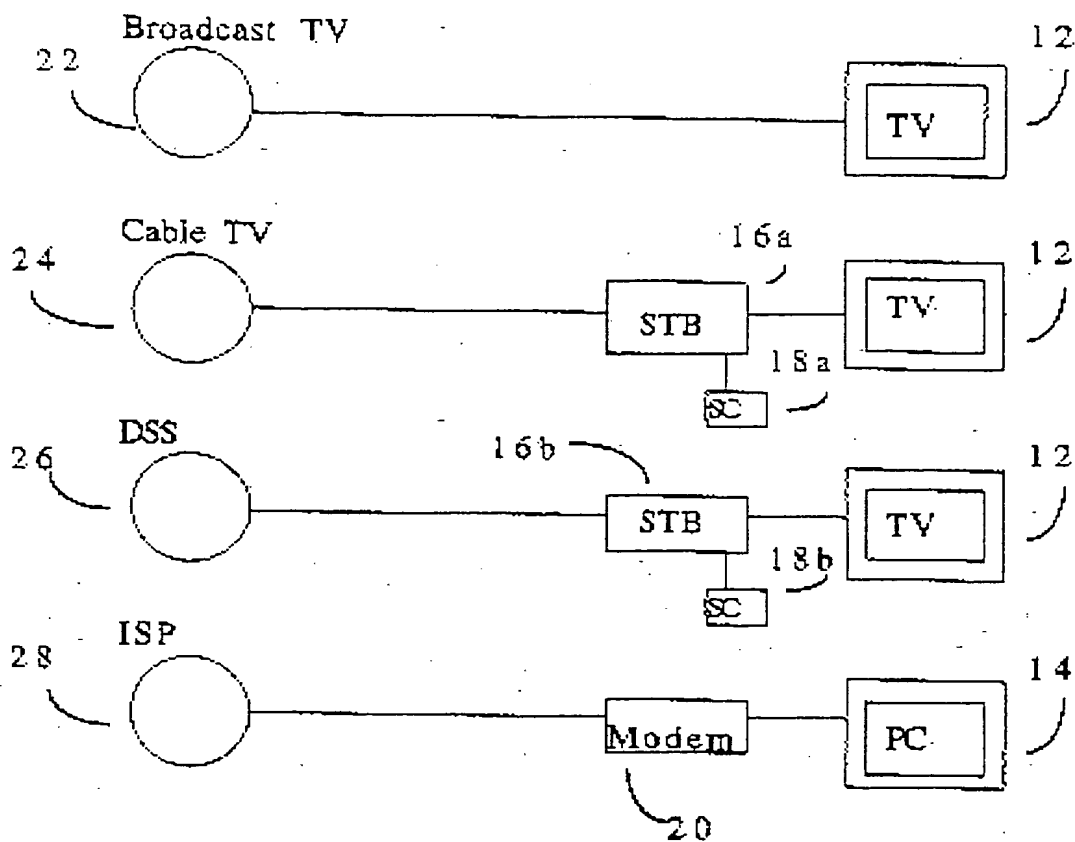 Broadcast TV
22
12
TV
Cable TV
24
16a
12
STB
TV
18a
SC
DSS
26
16b
12
STB
TV
18b
SC
ISP
28
14
Modem
PC
20